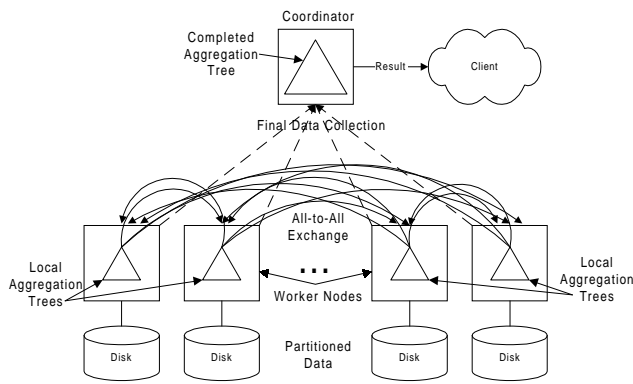 Coordinator
Completed
Aggregation
Tree
Result
Client
Final Data Collection
All-to-All
Exchange
Local
Aggregation
Trees
...
Worker Nodes
Local
Aggregation
Trees
Disk
Disk
Partitioned
Data
Disk
Disk